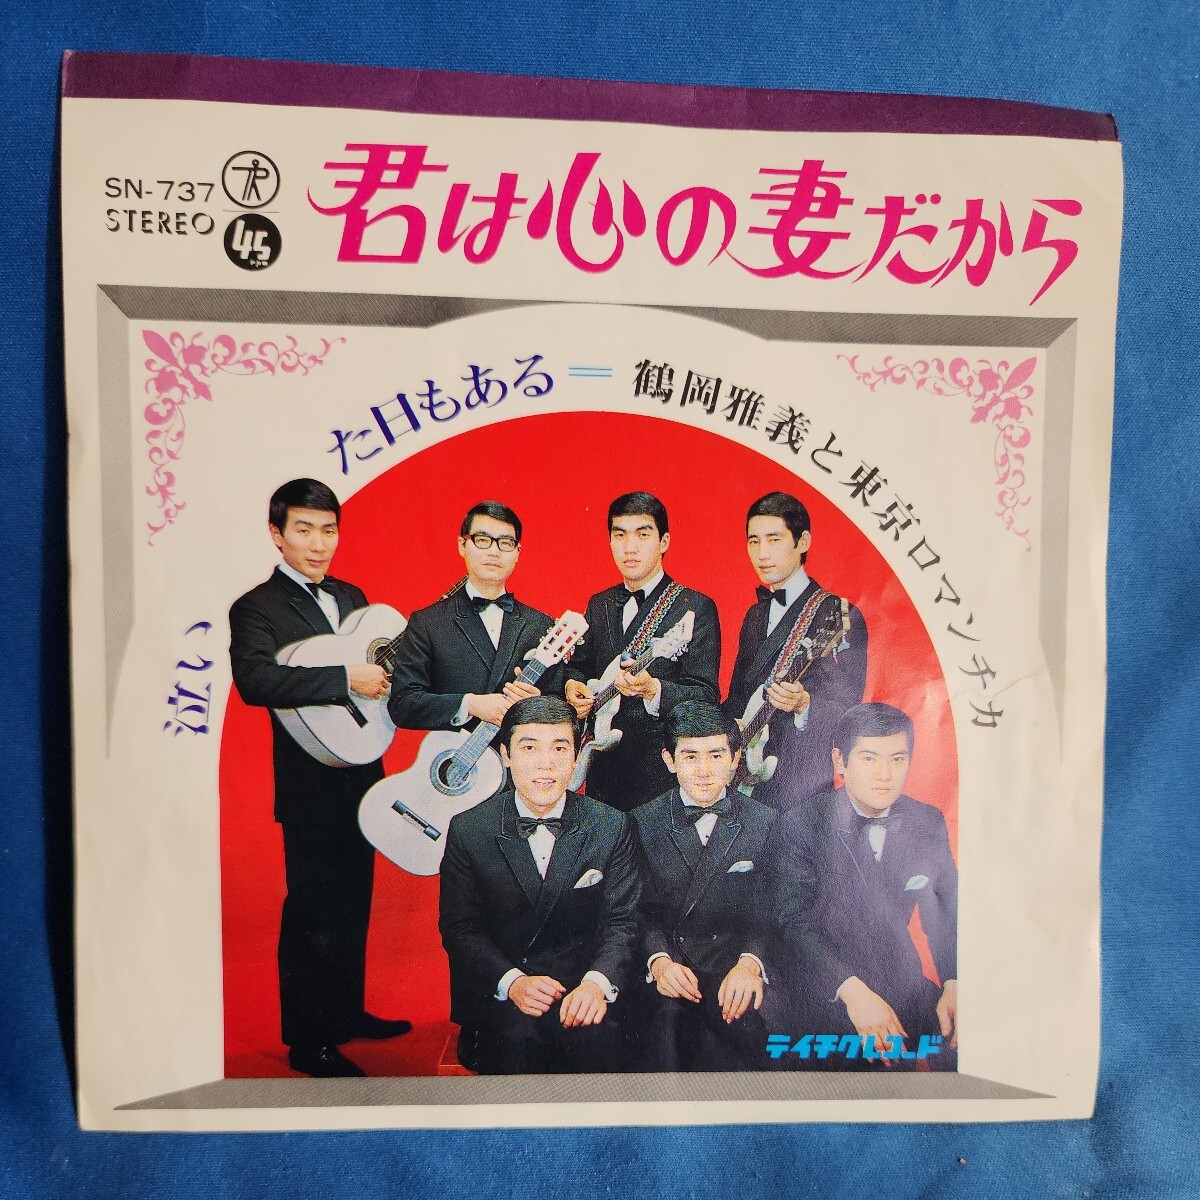 SN-737
STEREO
TR
45
君は心の妻だから
泣いた日もある=鶴岡雅義と東京ロマンチカ
テイチクレコード